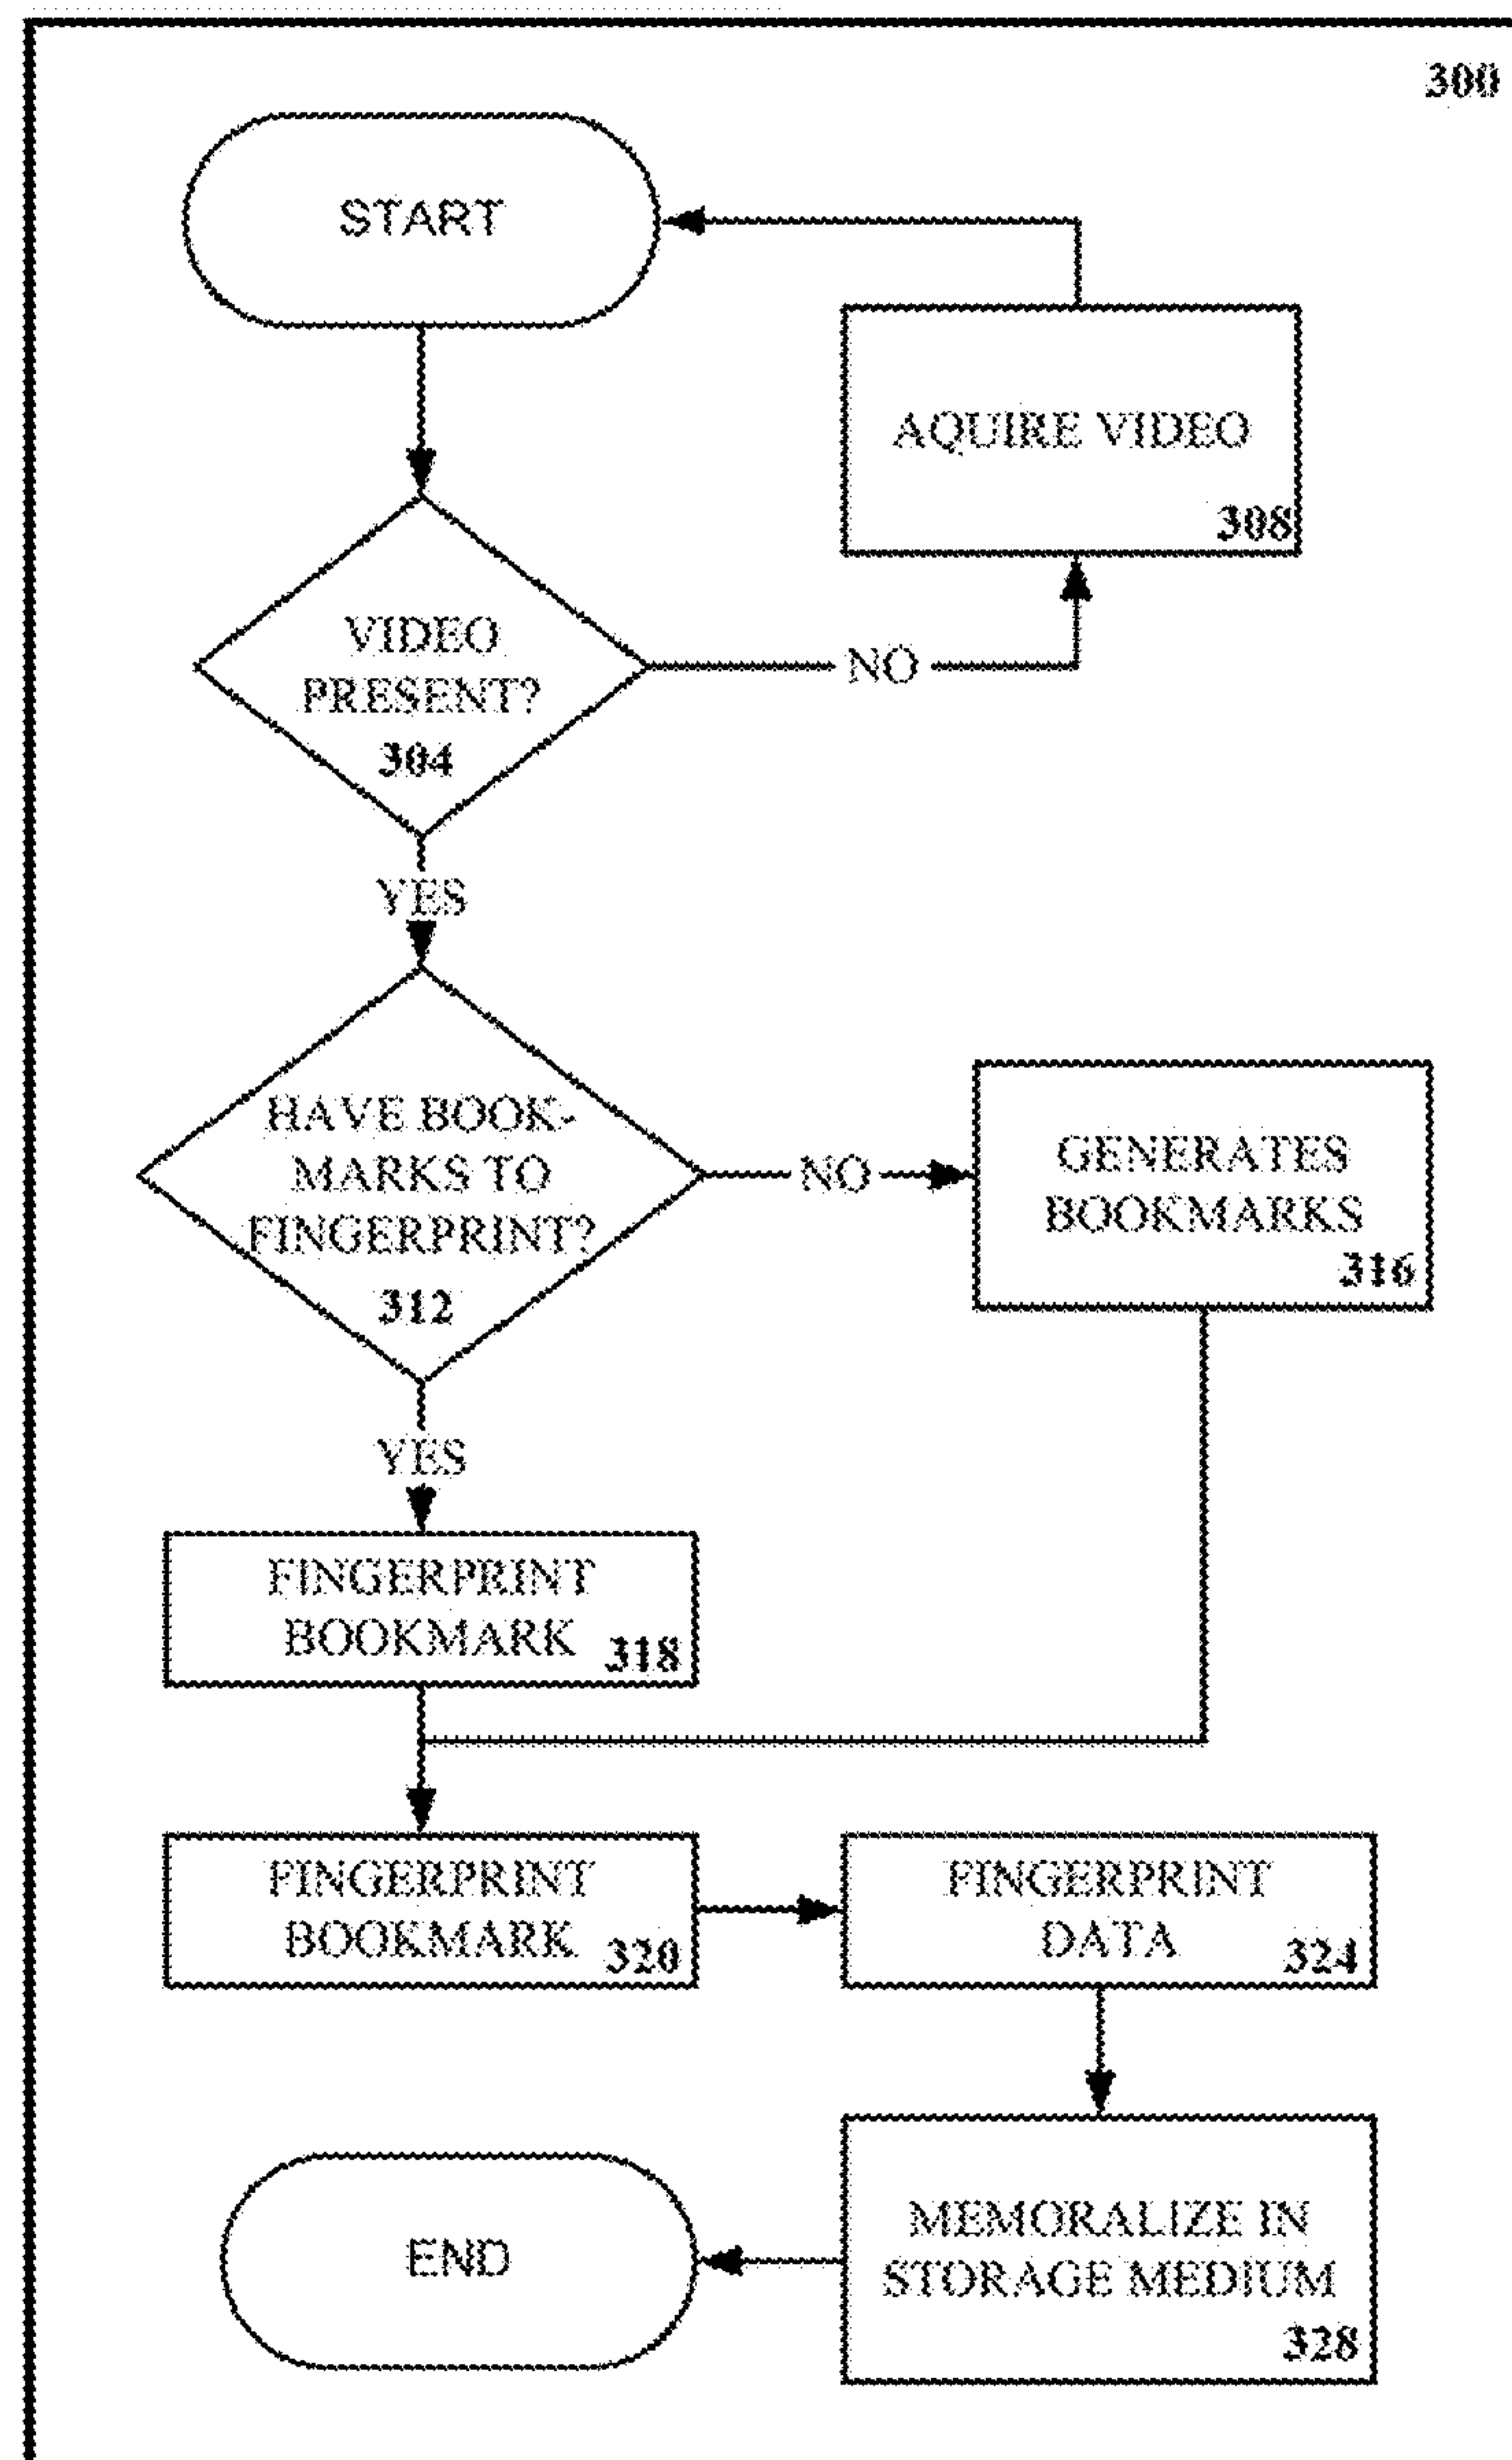 300
START
AQUIRE VIDEO
308
VIDEO
PRESENT?
304
NO
YES
HAVE BOOK-
MARKS TO
FINGERPRINT?
312
NO
GENERATES
BOOKMARKS
316
YES
FINGERPRINT
BOOKMARK
318
FINGERPRINT
BOOKMARK
320
FINGERPRINT
DATA
324
MEMORALIZE IN
STORAGE MEDIUM
328
END